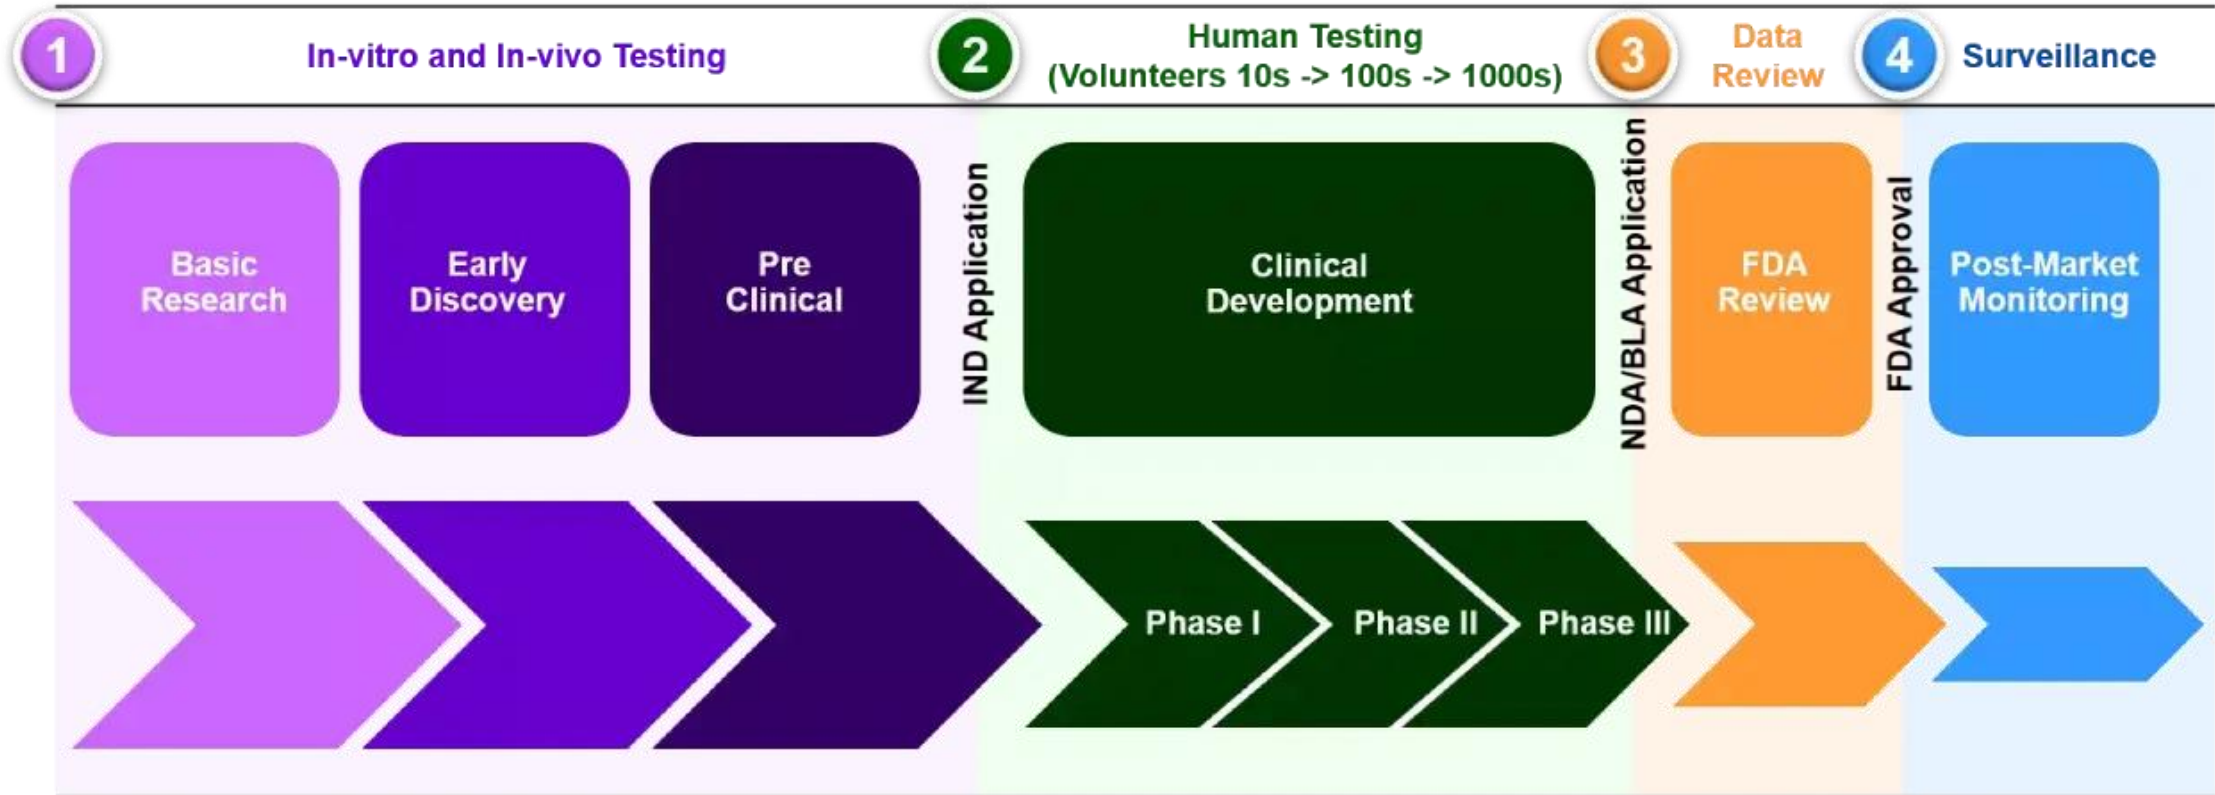 1
In-vitro and In-vivo Testing
2
Human Testing
(Volunteers 10s -> 100s -> 1000s)
3
Data
Review
4
Surveillance
Basic
Research
Early
Discovery
Pre
Clinical
IND Application
Clinical
Development
NDA/BLA Application
FDA
Review
FDA Approval
Post-Market
Monitoring
Phase I
Phase II
Phase III